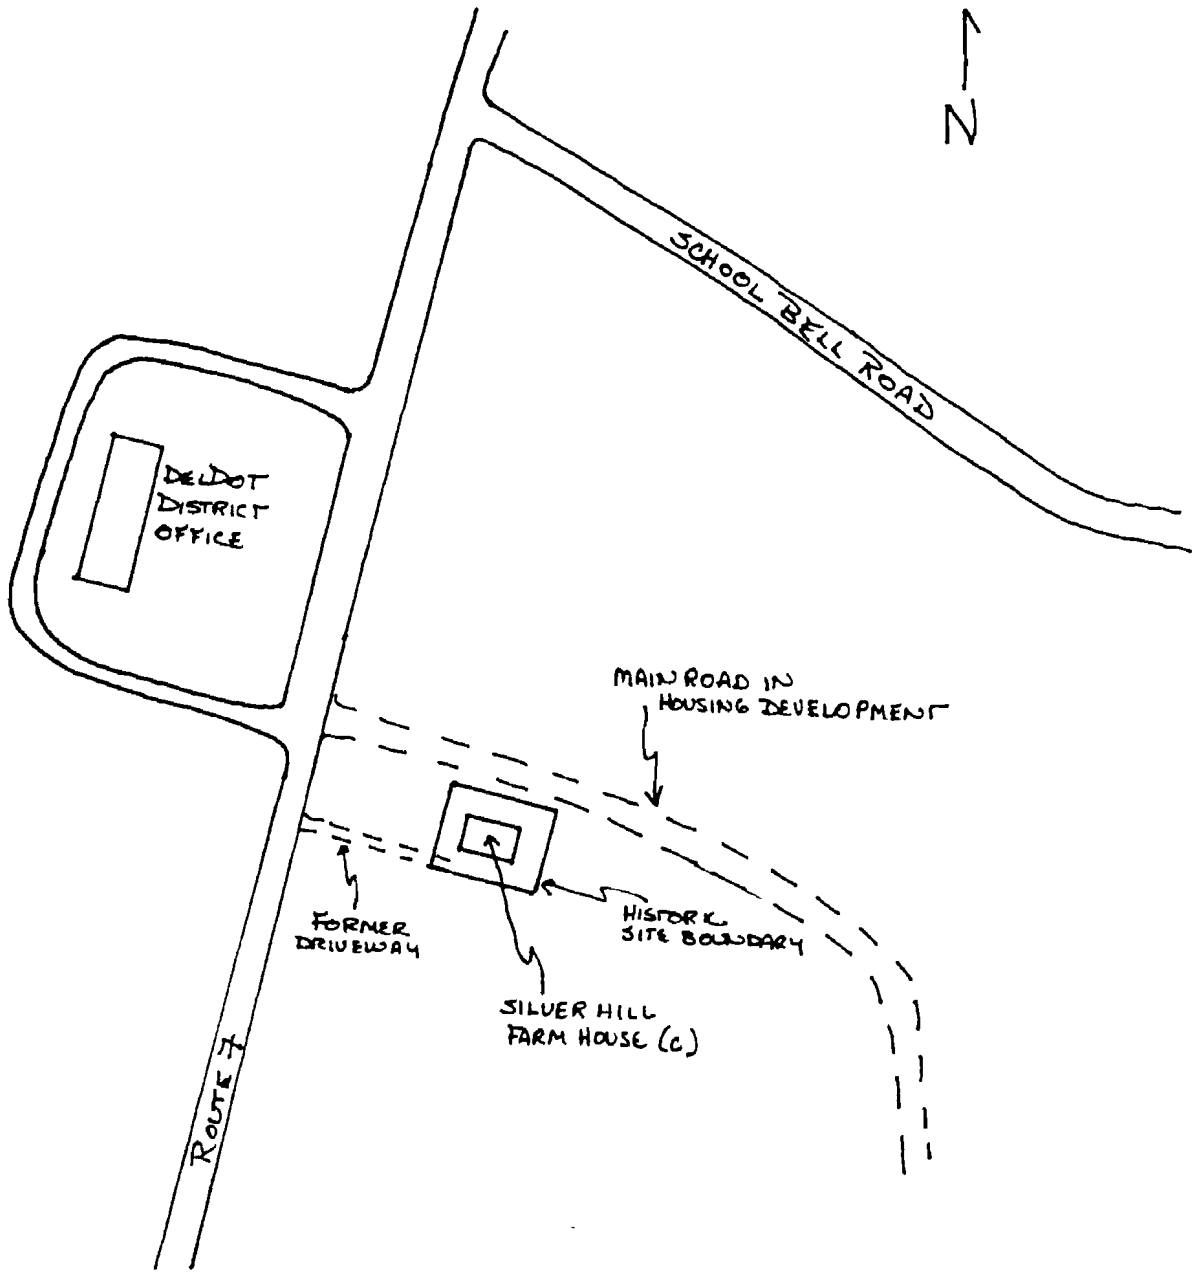 N
SCHOOL BELL ROAD
DELDOT
DISTRICT
OFFICE
MAIN ROAD IN
HOUSING DEVELOPMENT
FORMER
DRIVEWAY
HISTORIC
SITE BOUNDARY
SILVER HILL
FARM HOUSE (C)
ROUTE 7